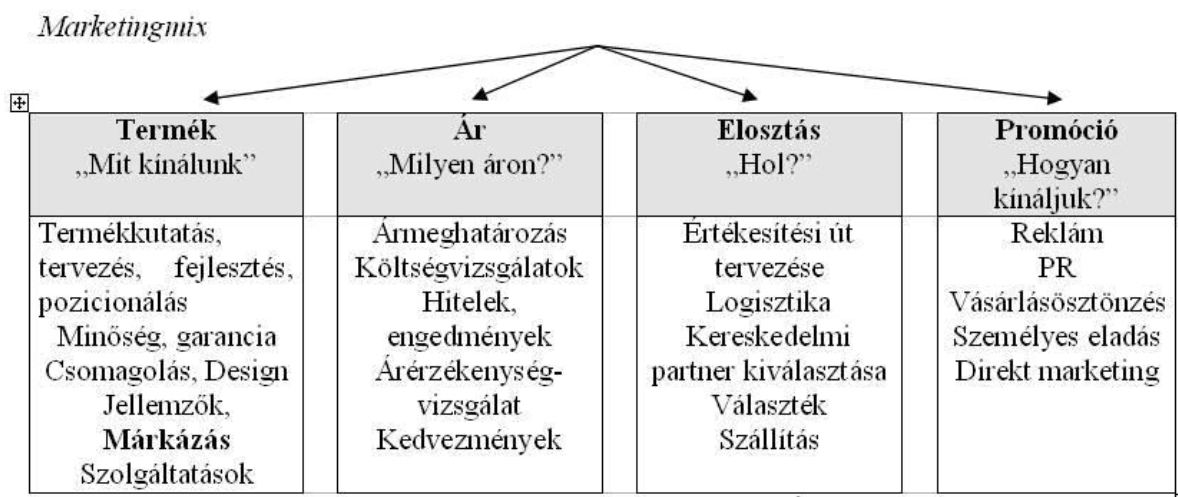 Marketingmix
Termék
„Mit kínálunk”
Termékkutatás,
tervezés, fejlesztés,
pozicionálás
Minőség, garancia
Csomagolás, Design
Jellemzők,
Márkázás
Szolgáltatások
Ár
„Milyen áron?”
Ármeghatározás
Költségvizsgálatok
Hitelek,
engedmények
Árérzékenység-
vizsgálat
Kedvezmények
Elosztás
„Hol?”
Értékesítési út
tervezése
Logisztika
Kereskedelmi
partner kiválasztása
Választék
Szállítás
Promóció
„Hogyan
kínáljuk?”
Reklám
PR
Vásárlásösztönzés
Személyes eladás
Direkt marketing